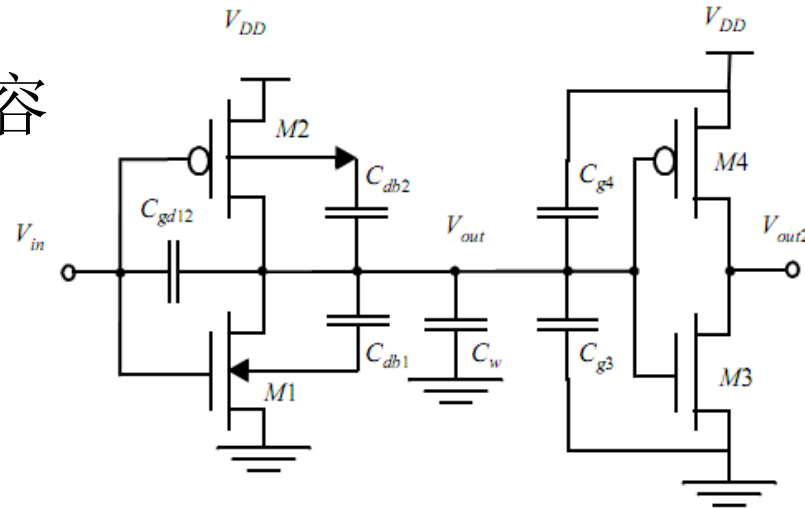 容
V_DD
V_DD
M2
M4
C_gd12
C_db2
C_g4
V_in
V_out
V_out2
C_db1
C_w
C_g3
M1
M3